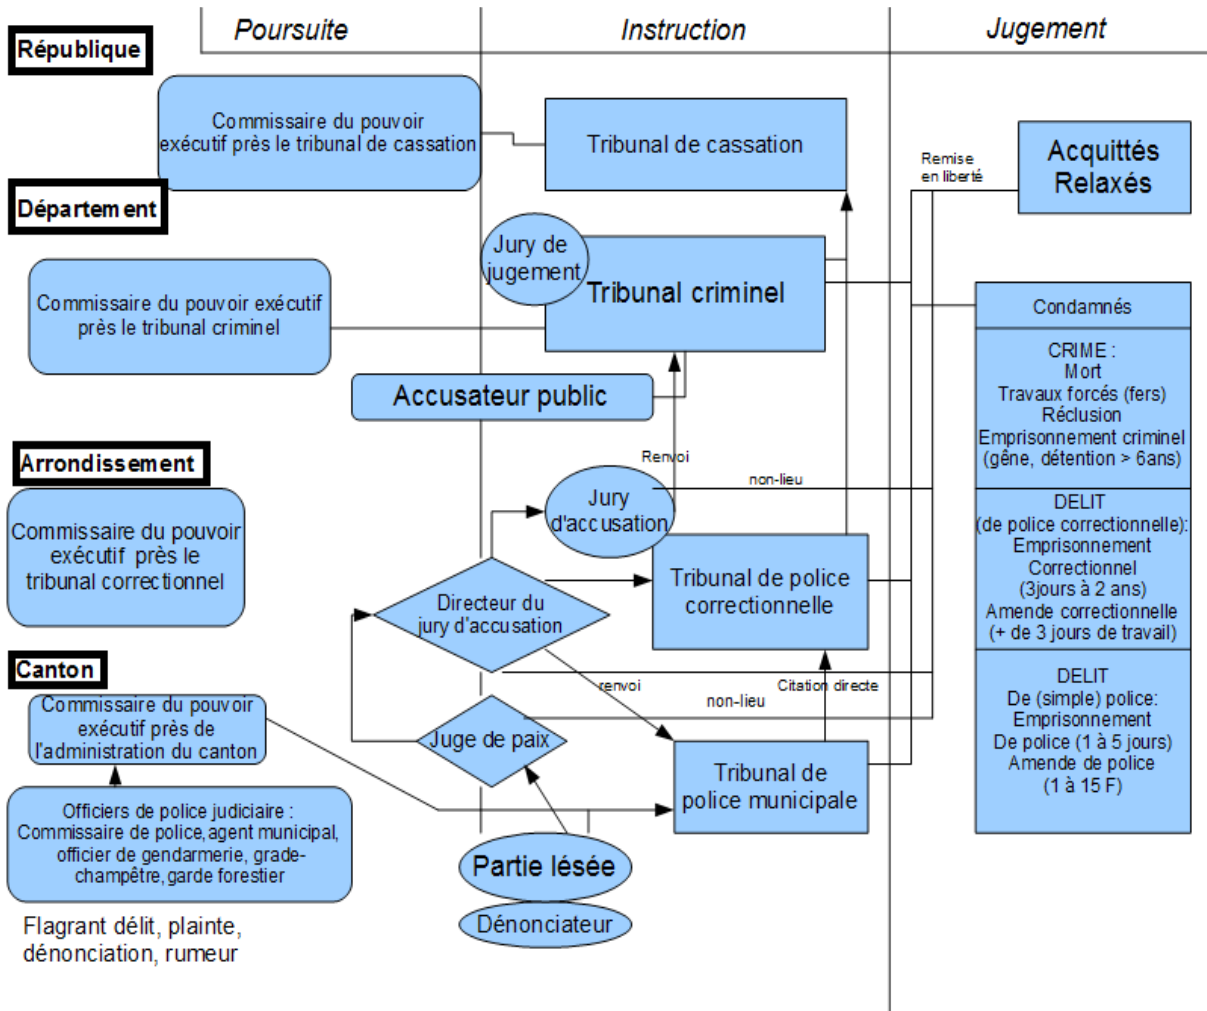 Poursuite
Instruction
Jugement
République
Commissaire du pouvoir
exécutif près le tribunal de cassation
Tribunal de cassation
Remise
en liberté
Acquittés
Relaxés
Département
Jury de
jugement
Tribunal criminel
Commissaire du pouvoir exécutif
près le tribunal criminel
Condamnés
CRIME :
Mort
Travaux forcés (fers)
Réclusion
Emprisonnement criminel
(gêne, détention > 6ans)
Accusateur public
Arrondissement
Renvoi
non-lieu
Jury
d'accusation
Commissaire du pouvoir
exécutif près le
tribunal correctionnel
DELIT
(de police correctionnelle):
Emprisonnement
Correctionnel
(3jours à 2 ans)
Amende correctionnelle
(+ de 3 jours de travail)
Tribunal de police
correctionnelle
Directeur du
jury d'accusation
Canton
renvoi
Citation directe
non-lieu
Commissaire du pouvoir
exécutif près de
l'administration du canton
Juge de paix
DELIT
De (simple) police:
Emprisonnement
De police (1 à 5 jours)
Amende de police
(1 à 15 F)
Tribunal de
police municipale
Officiers de police judiciaire :
Commissaire de police,agent municipal,
officier de gendarmerie, grade-
champêtre,garde forestier
Partie lésée
Dénonciateur
Flagrant délit, plainte,
dénonciation, rumeur